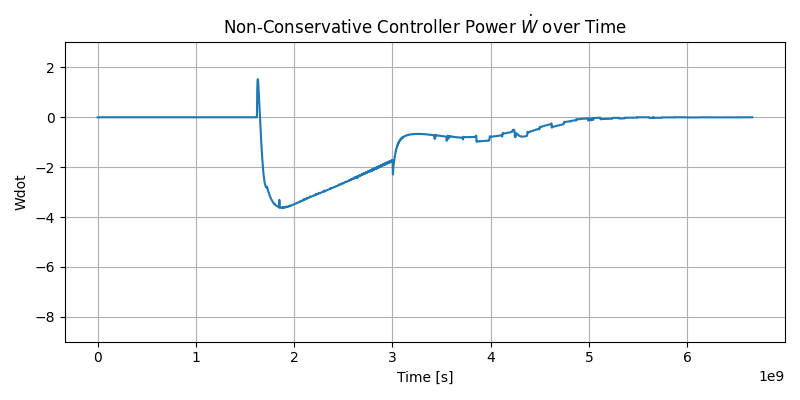 Non-Conservative Controller Power Ẇ over Time
2
0
−2
−4
−6
−8
Wdot
0 1 2 3 4 5 6
1e9
Time [s]